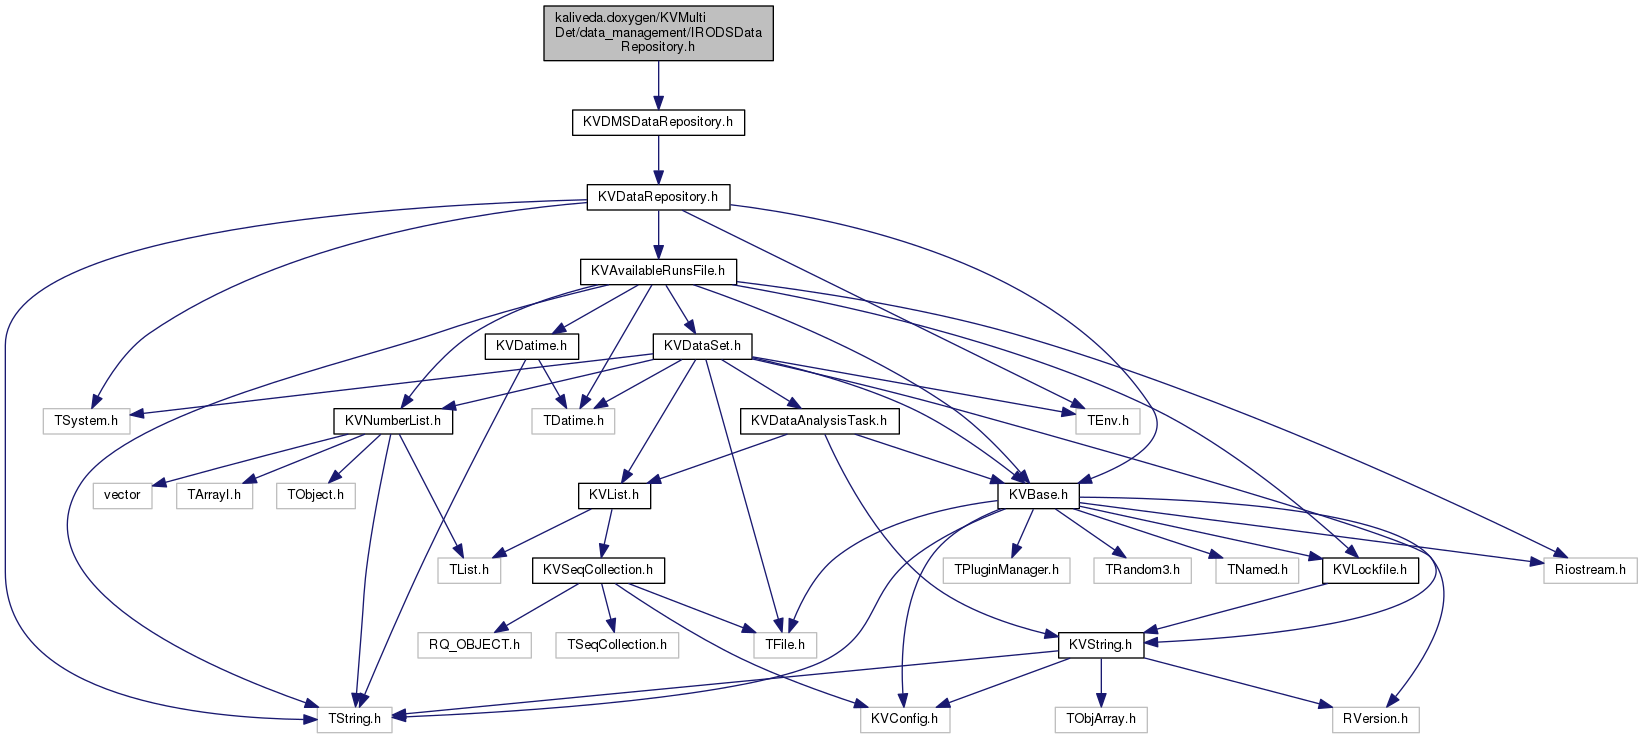 kaliveda.doxygen/KVMulti
Det/data_management/IRODSData
Repository.h
KVDMSDataRepository.h
KVDataRepository.h
KVAvailableRunsFile.h
KVDatime.h
KVDataSet.h
TSystem.h
KVNumberList.h
TDatime.h
KVDataAnalysisTask.h
TEnv.h
vector
TArrayI.h
TObject.h
KVList.h
KVBase.h
TList.h
KVSeqCollection.h
TPluginManager.h
TRandom3.h
TNamed.h
KVLockfile.h
Riostream.h
RQ_OBJECT.h
TSeqCollection.h
TFile.h
KVString.h
TString.h
KVConfig.h
TObjArray.h
RVersion.h